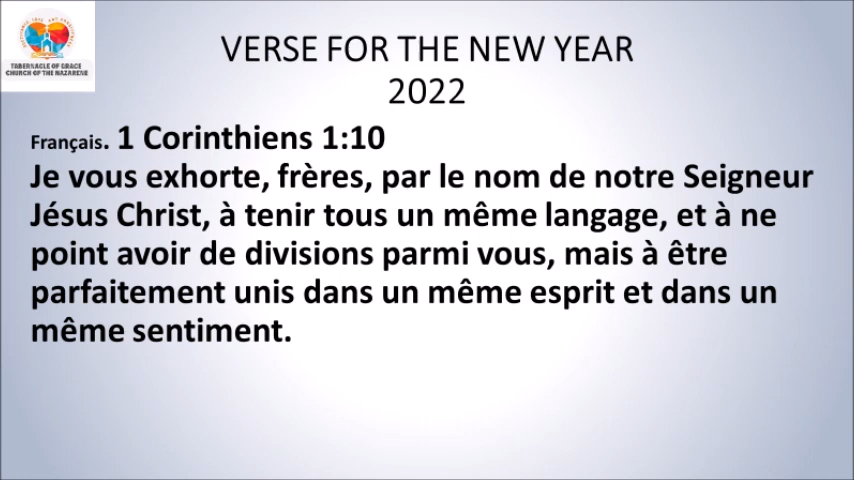 TABERNACLE OF GRACE
CHURCH OF THE NAZARENE
VERSE FOR THE NEW YEAR
2022
Français. 1 Corinthiens 1:10
Je vous exhorte, frères, par le nom de notre Seigneur
Jésus Christ, à tenir tous un même langage, et à ne
point avoir de divisions parmi vous, mais à être
parfaitement unis dans un même esprit et dans un
même sentiment.